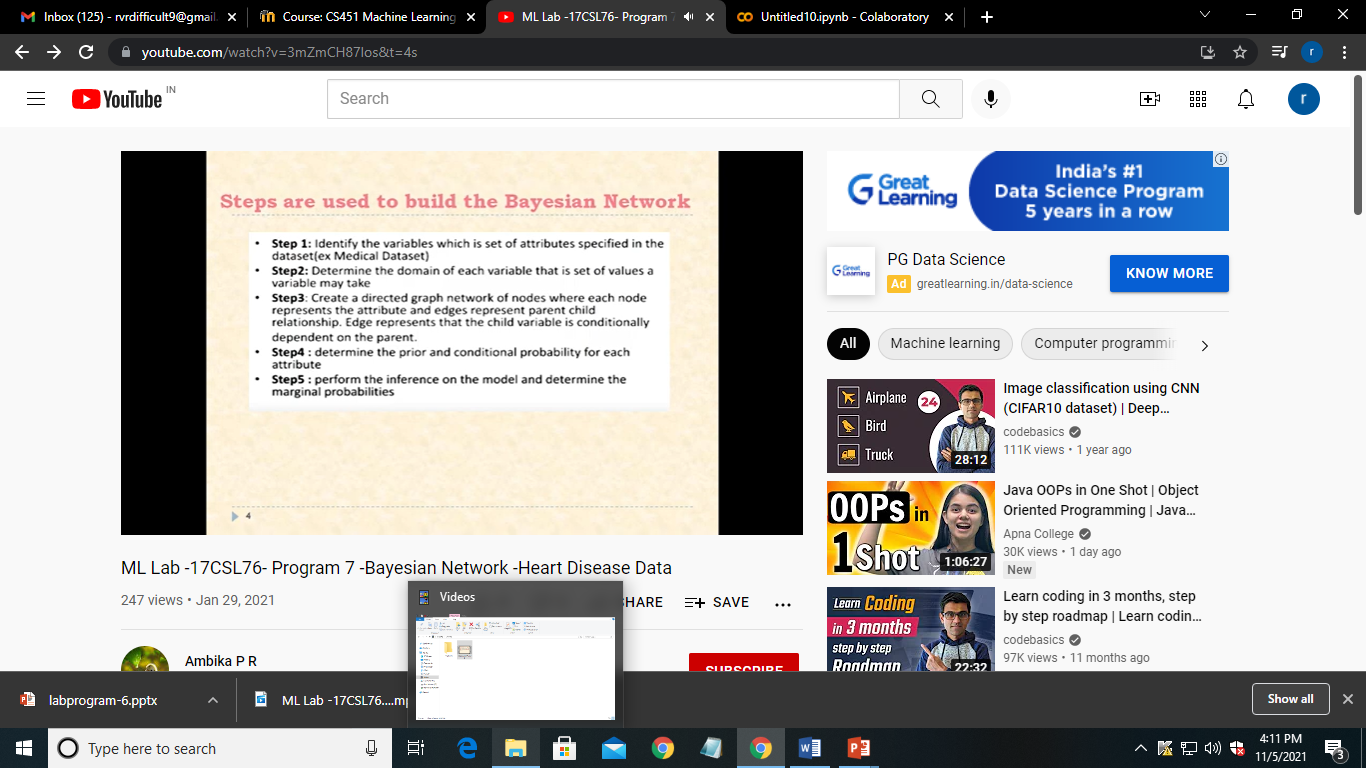 Inbox (125) - rvrdifficult9@gmail
Course: CS451 Machine Learning
ML Lab -17CSL76- Program 7
Untitled10.ipynb - Colaboratory
youtube.com/watch?v=3mZmCH87Ios&t=4s
r
YouTube IN
Search
r
Steps are used to build the Bayesian Network
• Step 1: Identify the variables which is set of attributes specified in the
dataset(ex Medical Dataset)
• Step2: Determine the domain of each variable that is set of values a
variable may take
• Step3: Create a directed graph network of nodes where each node
represents the attribute and edges represent parent child
relationship. Edge represents that the child variable is conditionally
dependent on the parent.
• Step4 : determine the prior and conditional probability for each
attribute
• Step5 : perform the inference on the model and determine the
marginal probabilities
4
ML Lab -17CSL76- Program 7 -Bayesian Network -Heart Disease Data
247 views • Jan 29, 2021
SHARE
SAVE
Ambika P R
SUBSCRIBE
Great
Learning
India's #1
Data Science Program
5 years in a row
Great
Learning
PG Data Science
Ad greatlearning.in/data-science
KNOW MORE
All
Machine learning
Computer programmin
Airplane
24
Bird
Truck
28:12
Image classification using CNN
(CIFAR10 dataset) | Deep...
codebasics
111K views • 1 year ago
OOPs in
1 Shot
1:06:27
Java OOPs in One Shot | Object
Oriented Programming | Java...
Apna College
30K views • 1 day ago
New
Learn Coding
in 3 months
step by step
Roadmap
22:32
Learn coding in 3 months, step
by step roadmap | Learn codin...
codebasics
97K views • 11 months ago
Videos
labprogram-6.pptx
ML Lab -17CSL76....mp
Show all
Type here to search
4:11 PM
11/5/2021
3